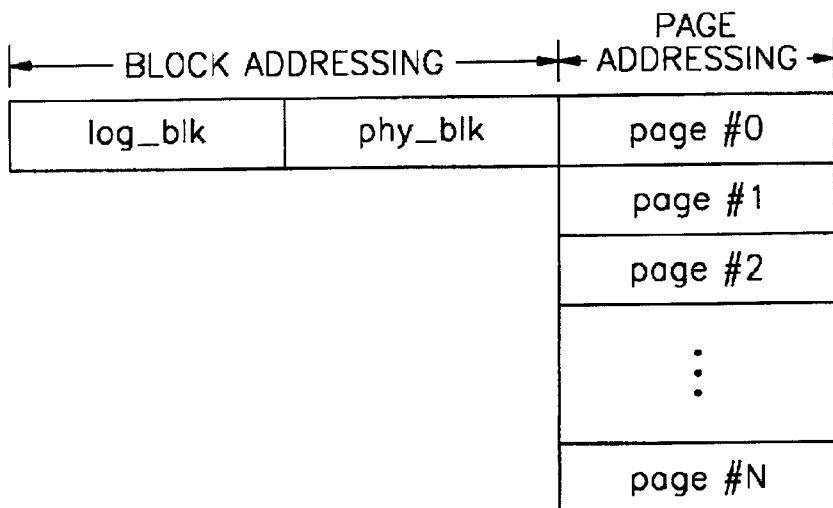 BLOCK ADDRESSING
PAGE
ADDRESSING
log_blk phy_blk page #0
page #1
page #2
page #N